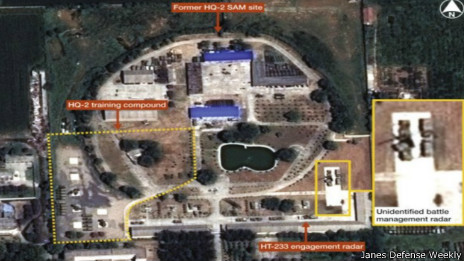 Former HQ-2 SAM site
HQ-2 training compound
Unidentified battle
management radar
HT-233 engagement radar
Janes Defense Weekly